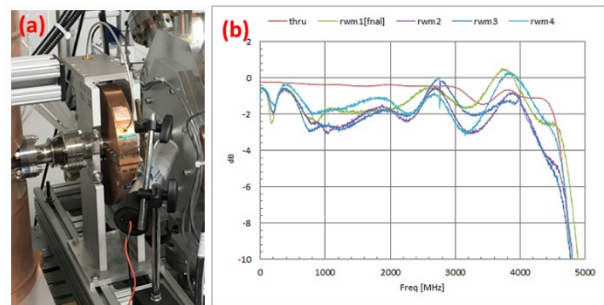 (a)
(b)
thru
rwm1[fnal]
rwm2
rwm3
rwm4
2
0
-2
-4
-6
-8
-10
dB
0
1000
2000
3000
4000
5000
Freq [MHz]